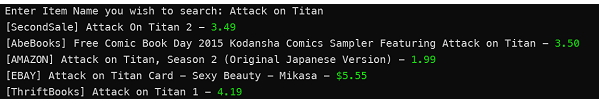 Enter Item Name you wish to search: Attack on Titan
[SecondSale] Attack On Titan 2 – 3.49
[AbeBooks] Free Comic Book Day 2015 Kodansha Comics Sampler Featuring Attack on Titan – 3.50
[AMAZON] Attack on Titan, Season 2 (Original Japanese Version) – 1.99
[EBAY] Attack on Titan Card – Sexy Beauty – Mikasa – $5.55
[ThriftBooks] Attack on Titan 1 – 4.19